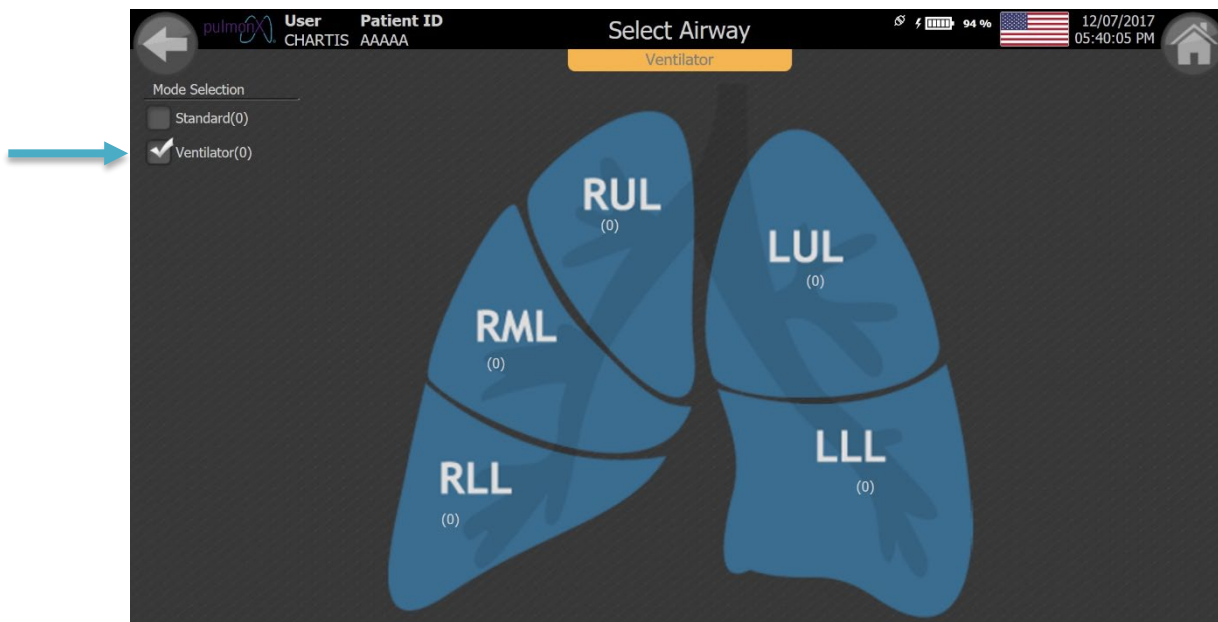 pulmonx
User
CHARTIS
Patient ID
AAAAA
Select Airway
94 %
12/07/2017
05:40:05 PM
Ventilator
Mode Selection
Standard(0)
Ventilator(0)
RUL
(0)
LUL
(0)
RML
(0)
LLL
(0)
RLL
(0)